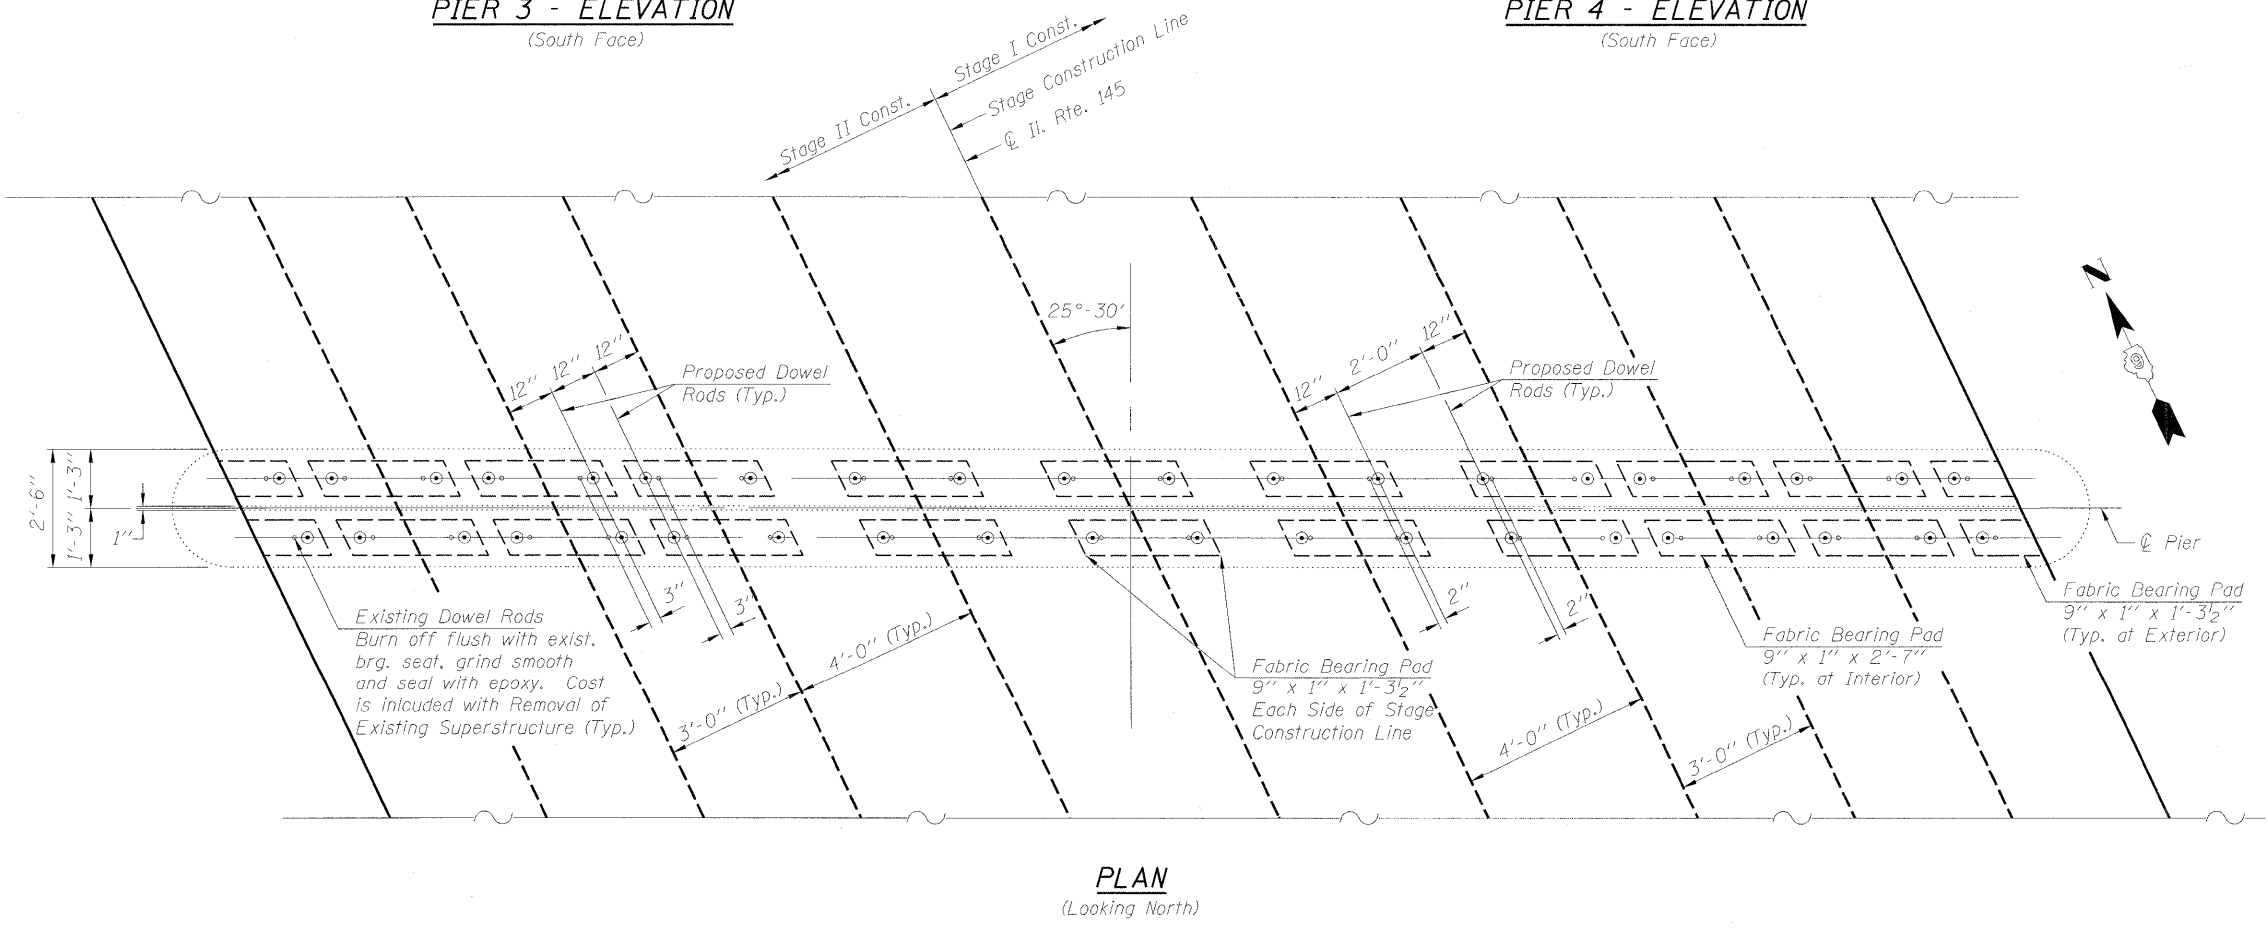 PIER 3 - ELEVATION
(South Face)
PIER 4 - ELEVATION
(South Face)
Stage I Const.
Stage II Const.
Stage Construction Line
℄ Il. Rte. 145
25°-30'
N
9
12"
12"
12"
Proposed Dowel
Rods (Typ.)
12"
2'-0"
12"
Proposed Dowel
Rods (Typ.)
2'-6"
1'-3"
1'-3"
1"
℄ Pier
3"
3"
2"
2"
Existing Dowel Rods
Burn off flush with exist.
brg. seat, grind smooth
and seal with epoxy. Cost
is inlcuded with Removal of
Existing Superstructure (Typ.)
4'-0" (Typ.)
3'-0" (Typ.)
Fabric Bearing Pad
9" x 1" x 1'-3½"
Each Side of Stage
Construction Line
4'-0" (Typ.)
3'-0" (Typ.)
Fabric Bearing Pad
9" x 1" x 2'-7"
(Typ. at Interior)
Fabric Bearing Pad
9" x 1" x 1'-3½"
(Typ. at Exterior)
PLAN
(Looking North)